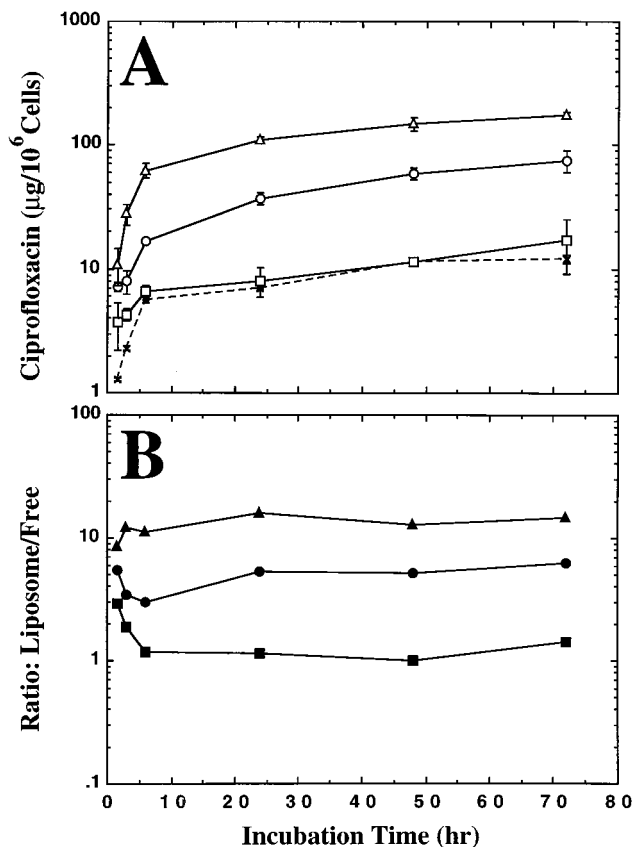 A
1000
100
10
1
Ciprofloxacin (µg/10⁶ Cells)
B
100
10
1
.1
Ratio: Liposome/Free
0 10 20 30 40 50 60 70 80
Incubation Time (hr)